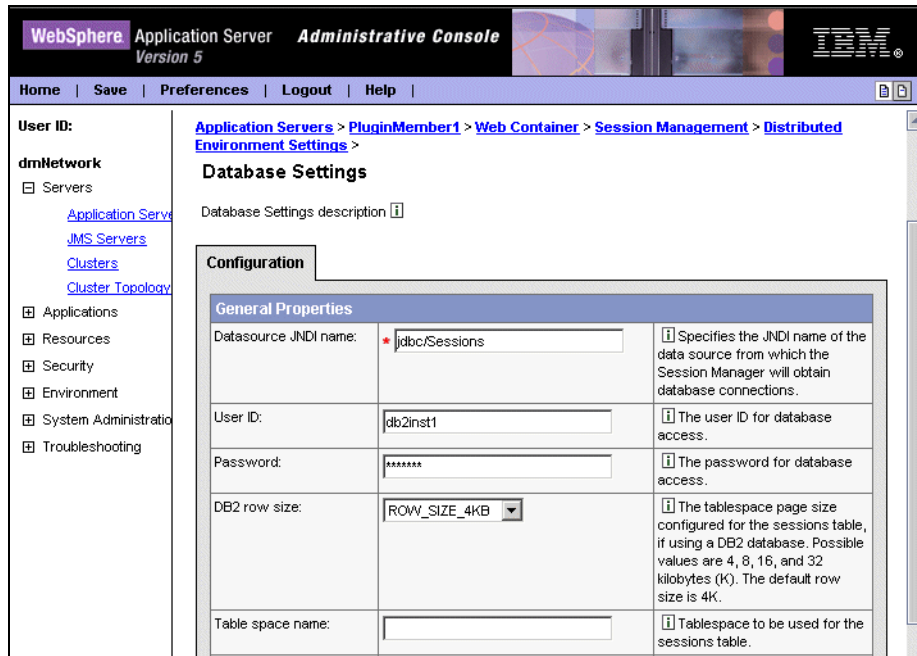 WebSphere Application Server Administrative Console
Version 5
IBM®
Home | Save | Preferences | Logout | Help |
User ID:
dmNetwork
Servers
Application Serve
JMS Servers
Clusters
Cluster Topology
Applications
Resources
Security
Environment
System Administratio
Troubleshooting
Application Servers > PluginMember1 > Web Container > Session Management > Distributed
Environment Settings >
Database Settings
Database Settings description i
Configuration
General Properties
Datasource JNDI name:
* jdbc/Sessions
i Specifies the JNDI name of the
data source from which the
Session Manager will obtain
database connections.
User ID:
db2inst1
i The user ID for database
access.
Password:
*******
i The password for database
access.
DB2 row size:
ROW_SIZE_4KB
i The tablespace page size
configured for the sessions table,
if using a DB2 database. Possible
values are 4, 8, 16, and 32
kilobytes (K). The default row
size is 4K.
Table space name:
i Tablespace to be used for the
sessions table.